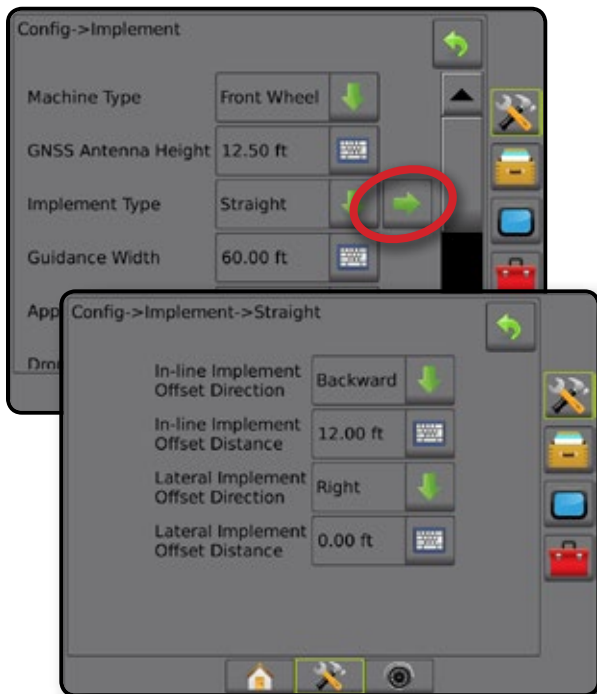 Config->Implement
Machine Type Front Wheel
GNSS Antenna Height 12.50 ft
Implement Type Straight
Guidance Width 60.00 ft
App
Config->Implement->Straight
In-line Implement
Offset Direction
Backward
In-line Implement
Offset Distance
12.00 ft
Lateral Implement
Offset Direction
Right
Lateral Implement
Offset Distance
0.00 ft